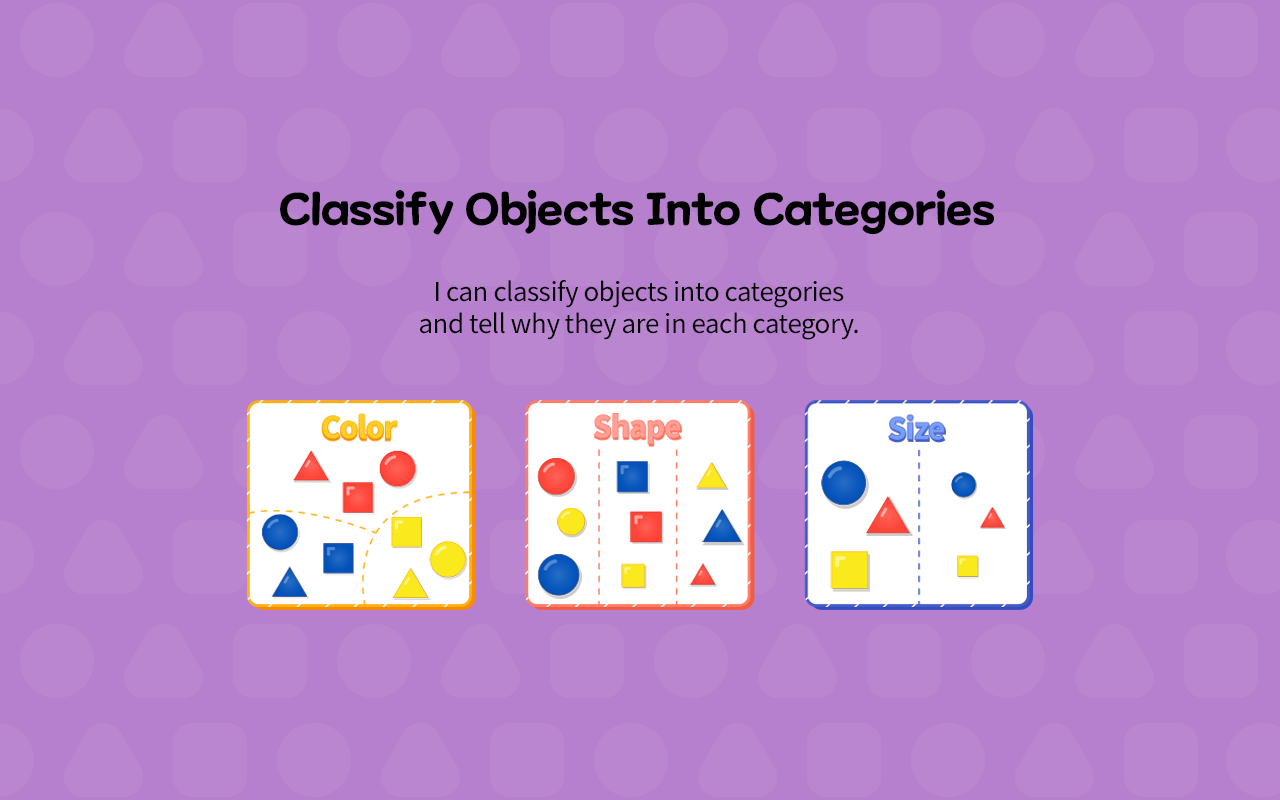 Classify Objects Into Categories
I can classify objects into categories
and tell why they are in each category.
Color
Shape
Size